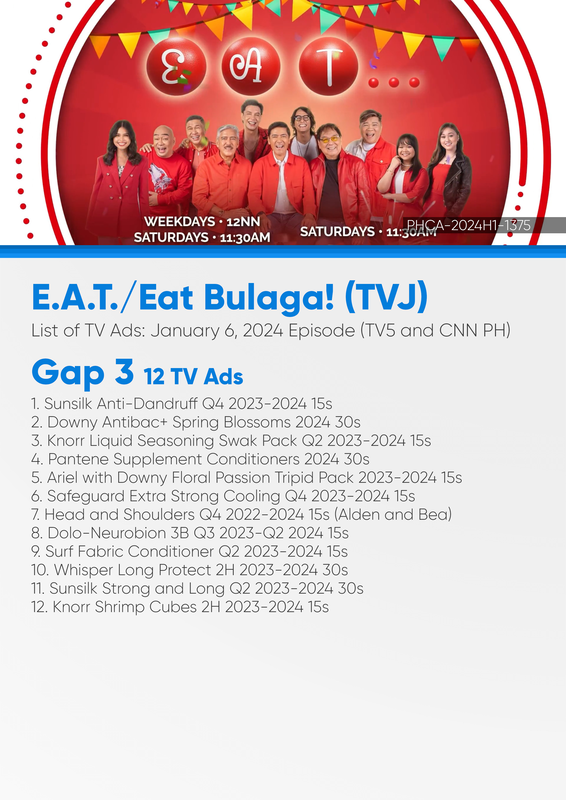 E A T...
WEEKDAYS • 12NN
SATURDAYS • 11:30AM
SATURDAYS • 11:30AM
PHCA-2024H1-1375
E.A.T./Eat Bulaga! (TVJ)
List of TV Ads: January 6, 2024 Episode (TV5 and CNN PH)
Gap 3 12 TV Ads
1. Sunsilk Anti-Dandruff Q4 2023-2024 15s
2. Downy Antibac+ Spring Blossoms 2024 30s
3. Knorr Liquid Seasoning Swak Pack Q2 2023-2024 15s
4. Pantene Supplement Conditioners 2024 30s
5. Ariel with Downy Floral Passion Tripid Pack 2023-2024 15s
6. Safeguard Extra Strong Cooling Q4 2023-2024 15s
7. Head and Shoulders Q4 2022-2024 15s (Alden and Bea)
8. Dolo-Neurobion 3B Q3 2023-Q2 2024 15s
9. Surf Fabric Conditioner Q2 2023-2024 15s
10. Whisper Long Protect 2H 2023-2024 30s
11. Sunsilk Strong and Long Q2 2023-2024 30s
12. Knorr Shrimp Cubes 2H 2023-2024 15s